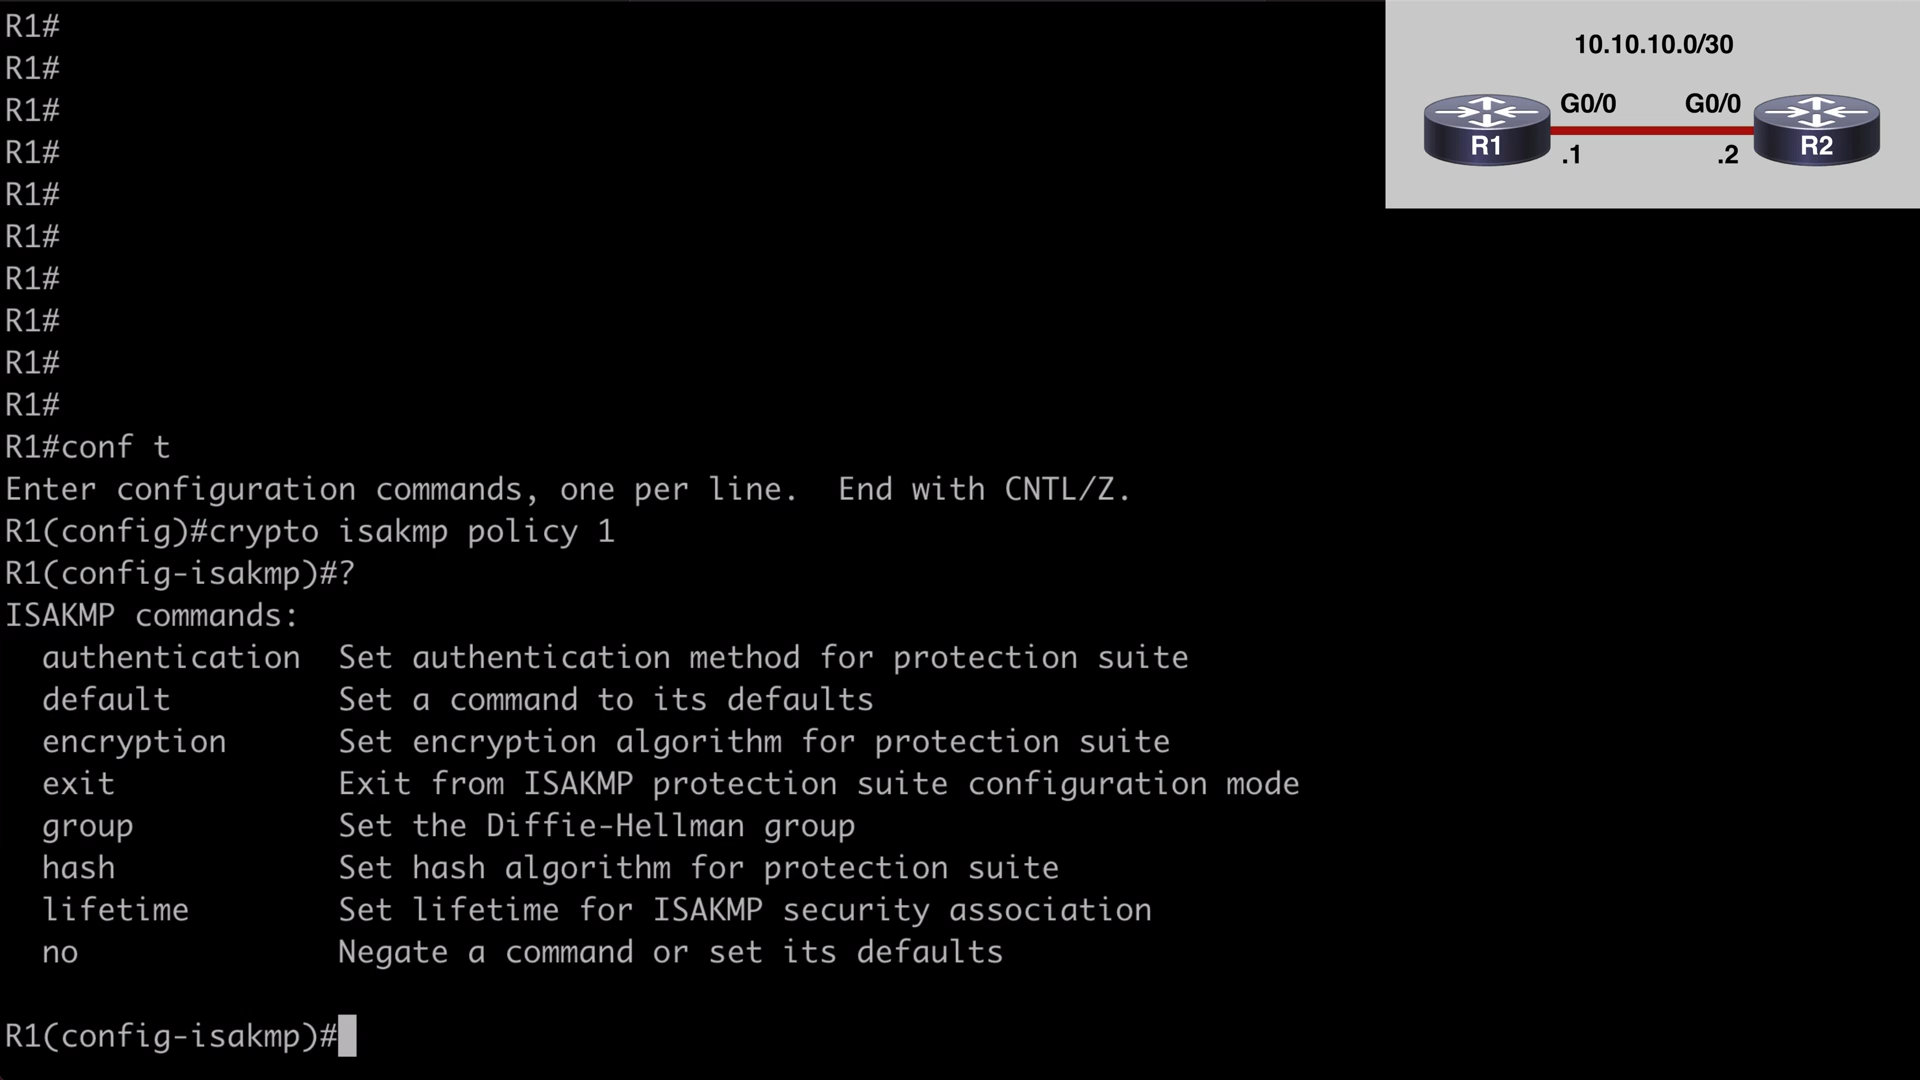 R1#
R1#
R1#
R1#
R1#
R1#
R1#
R1#
R1#
R1#
R1#conf t
Enter configuration commands, one per line.  End with CNTL/Z.
R1(config)#crypto isakmp policy 1
R1(config-isakmp)#?
ISAKMP commands:
  authentication  Set authentication method for protection suite
  default         Set a command to its defaults
  encryption      Set encryption algorithm for protection suite
  exit            Exit from ISAKMP protection suite configuration mode
  group           Set the Diffie-Hellman group
  hash            Set hash algorithm for protection suite
  lifetime        Set lifetime for ISAKMP security association
  no              Negate a command or set its defaults
R1(config-isakmp)#
10.10.10.0/30
G0/0 G0/0
R1 R2
.1 .2